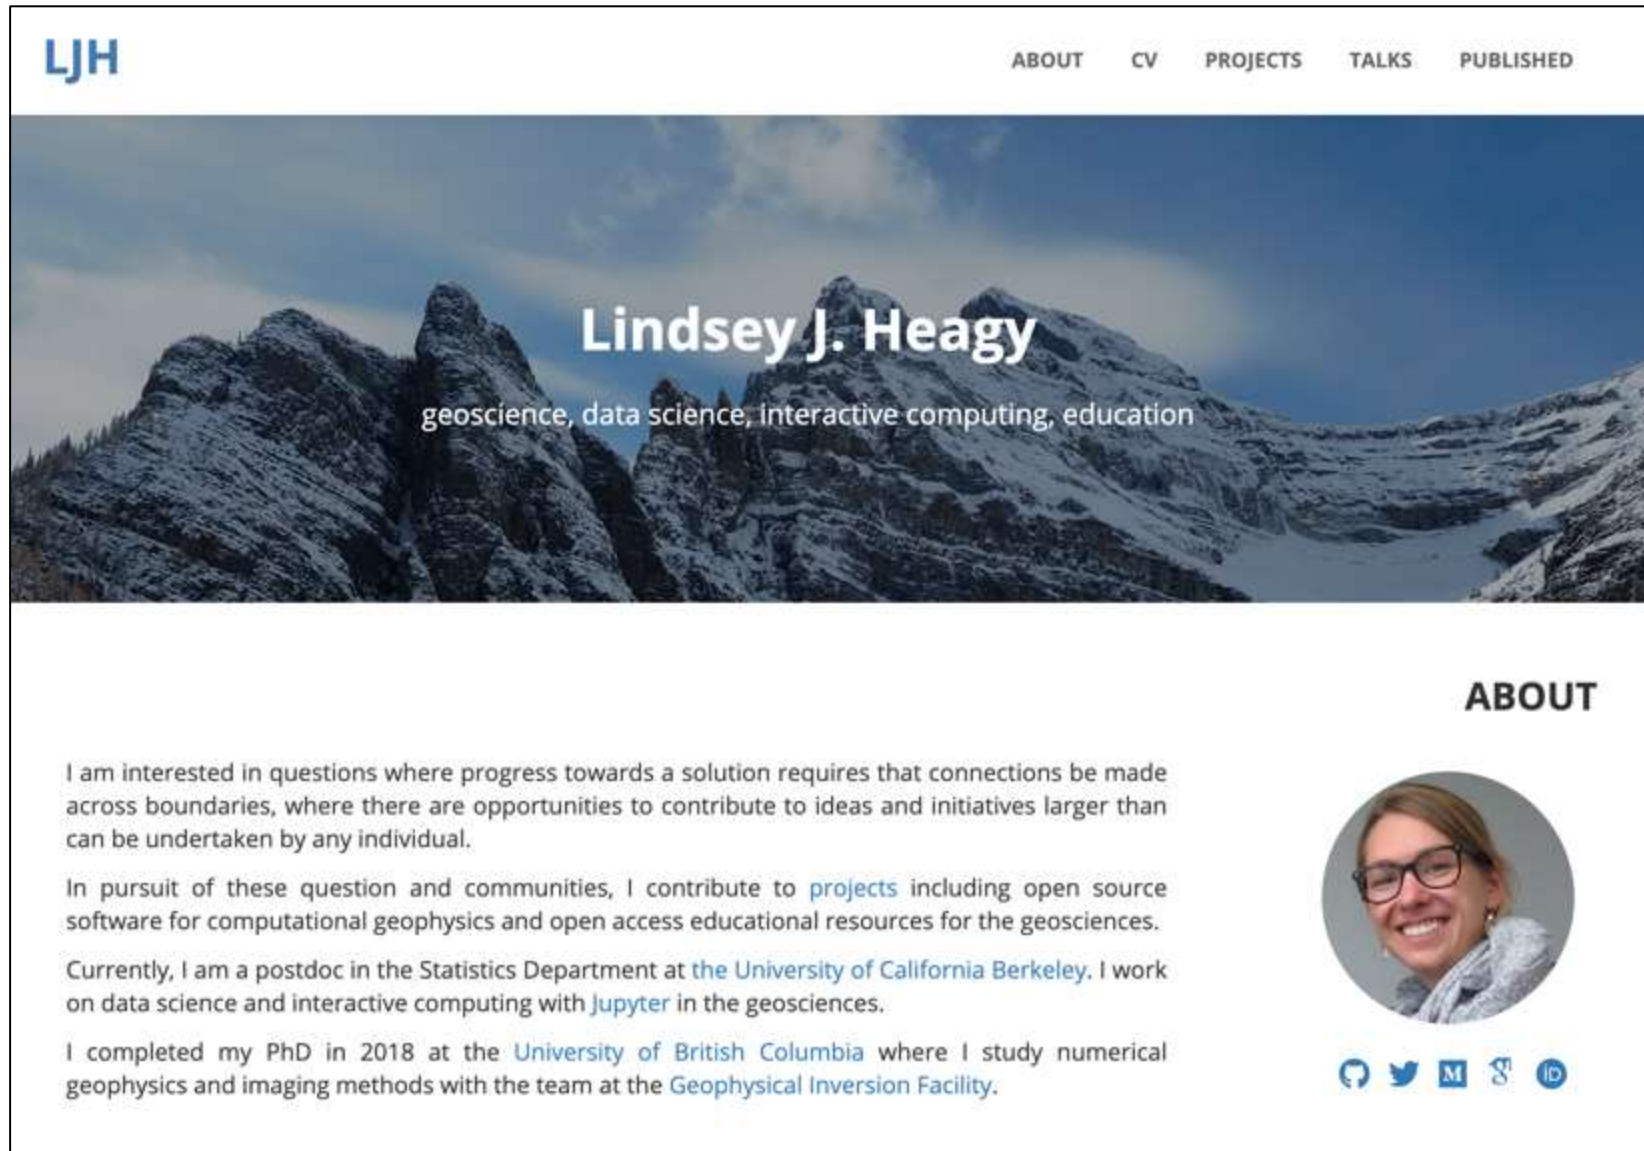 LJH
ABOUT CV PROJECTS TALKS PUBLISHED
Lindsey J. Heagy
geoscience, data science, interactive computing, education
ABOUT
I am interested in questions where progress towards a solution requires that connections be made
across boundaries, where there are opportunities to contribute to ideas and initiatives larger than
can be undertaken by any individual.
In pursuit of these question and communities, I contribute to projects including open source
software for computational geophysics and open access educational resources for the geosciences.
Currently, I am a postdoc in the Statistics Department at the University of California Berkeley. I work
on data science and interactive computing with Jupyter in the geosciences.
I completed my PhD in 2018 at the University of British Columbia where I study numerical
geophysics and imaging methods with the team at the Geophysical Inversion Facility.
M g iD